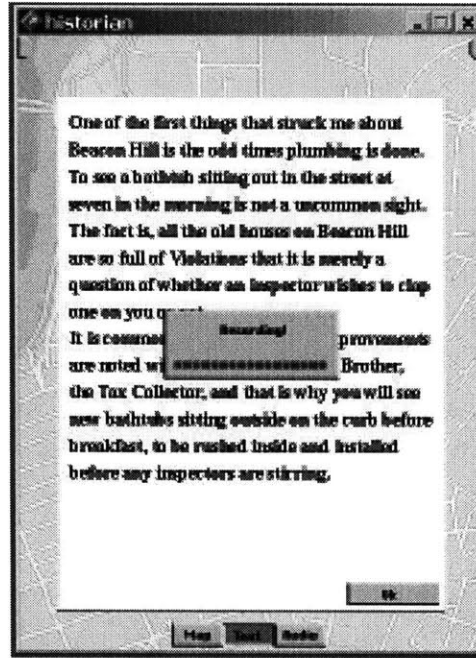 historian
One of the first things that struck me about
Beacon Hill is the odd times plumbing is done.
To see a bathtub sitting out in the street at
seven in the morning is not a uncommon sight.
The fact is, all the old houses on Beacon Hill
are so full of Violations that it is merely a
question of whether an inspector wishes to clap
one on you or not.
It is common provements
Recording!
are noted wi Brother,
the Tax Collector, and that is why you will see
new bathtubs sitting outside on the curb before
breakfast, to be rushed inside and installed
before any inspectors are stirring.
Ok
Map Text Audio